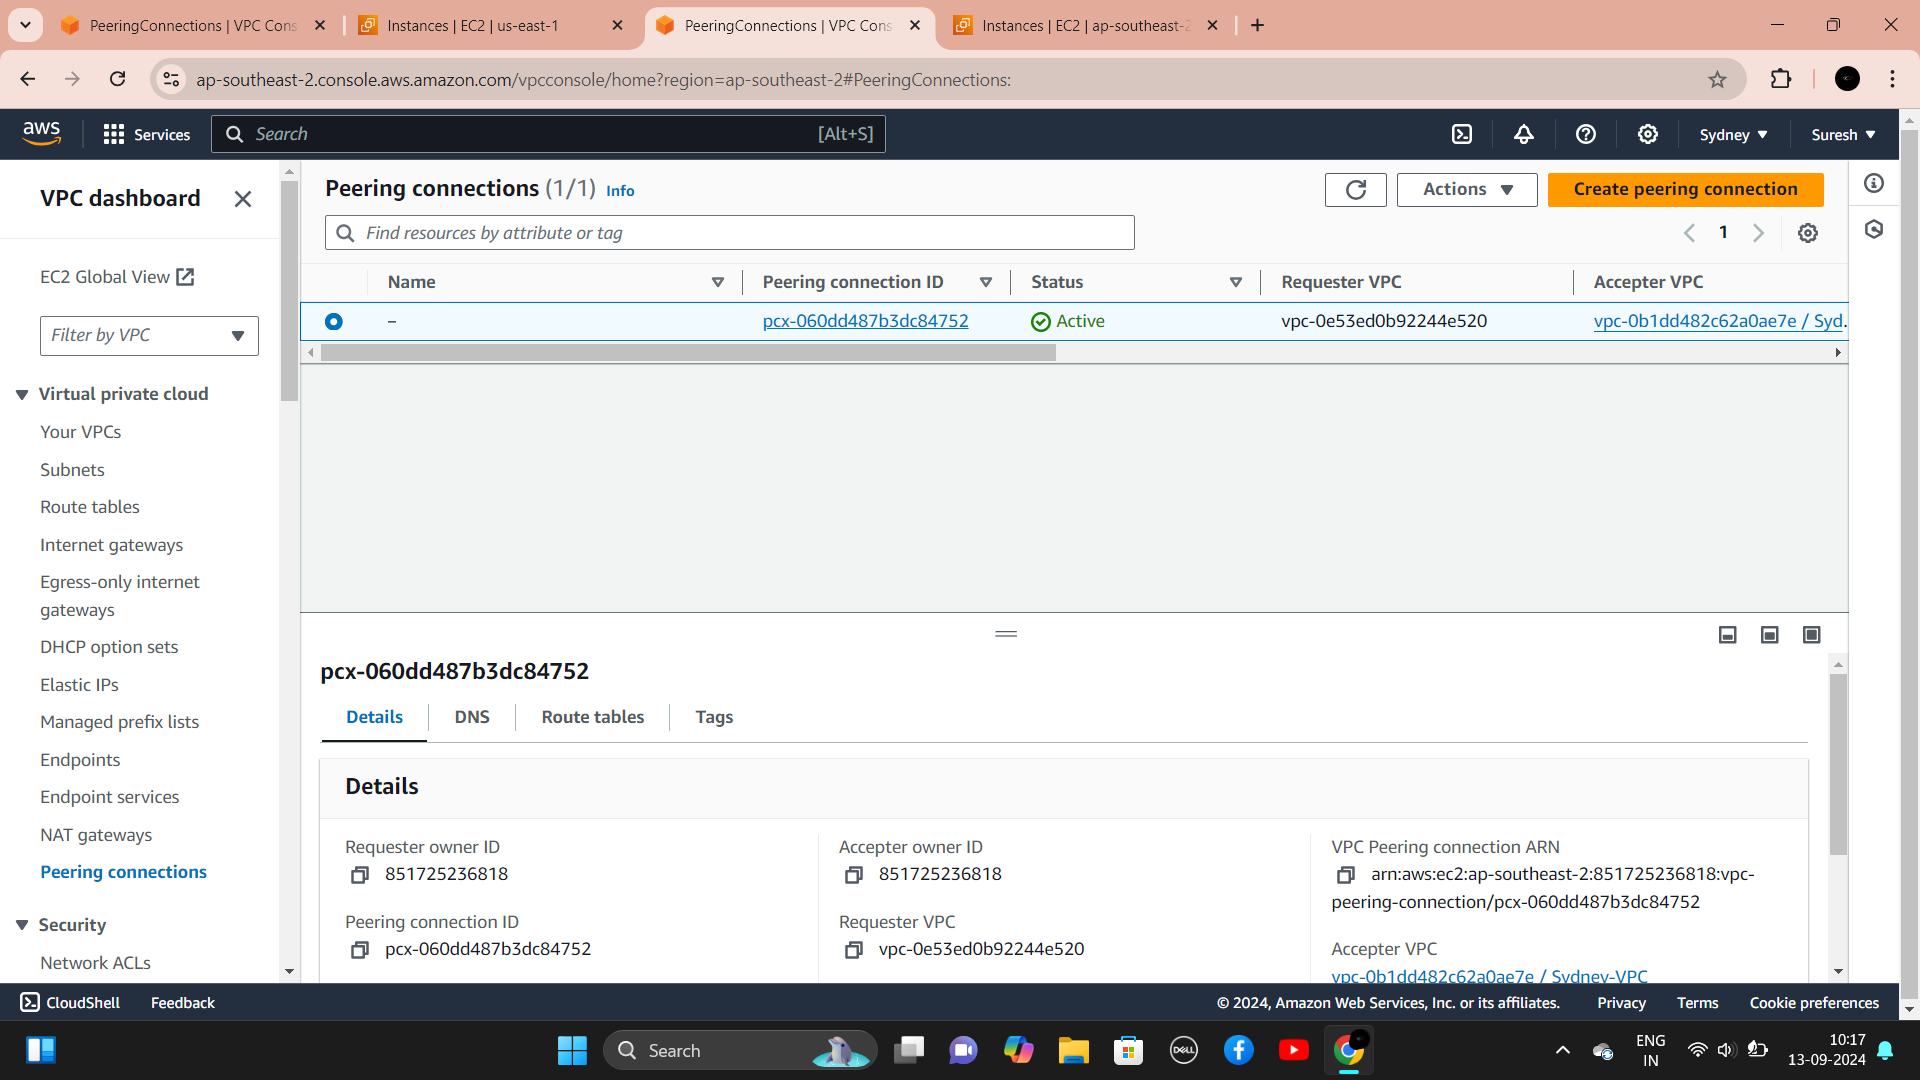 PeeringConnections | VPC Cons
Instances | EC2 | us-east-1
PeeringConnections | VPC Cons
Instances | EC2 | ap-southeast-2
ap-southeast-2.console.aws.amazon.com/vpcconsole/home?region=ap-southeast-2#PeeringConnections:
aws
Services
Search
[Alt+S]
Sydney
Suresh
VPC dashboard
EC2 Global View
Filter by VPC
Virtual private cloud
Your VPCs
Subnets
Route tables
Internet gateways
Egress-only internet
gateways
DHCP option sets
Elastic IPs
Managed prefix lists
Endpoints
Endpoint services
NAT gateways
Peering connections
Security
Network ACLs
Peering connections (1/1) Info
Actions
Create peering connection
Find resources by attribute or tag
1
Name
Peering connection ID
Status
Requester VPC
Accepter VPC
–
pcx-060dd487b3dc84752
Active
vpc-0e53ed0b92244e520
vpc-0b1dd482c62a0ae7e / Syd.
pcx-060dd487b3dc84752
Details
DNS
Route tables
Tags
Details
Requester owner ID
851725236818
Peering connection ID
pcx-060dd487b3dc84752
Accepter owner ID
851725236818
Requester VPC
vpc-0e53ed0b92244e520
VPC Peering connection ARN
arn:aws:ec2:ap-southeast-2:851725236818:vpc-
peering-connection/pcx-060dd487b3dc84752
Accepter VPC
vpc-0b1dd482c62a0ae7e / Sydney-VPC
CloudShell
Feedback
© 2024, Amazon Web Services, Inc. or its affiliates.
Privacy
Terms
Cookie preferences
Search
DELL
ENG
IN
10:17
13-09-2024